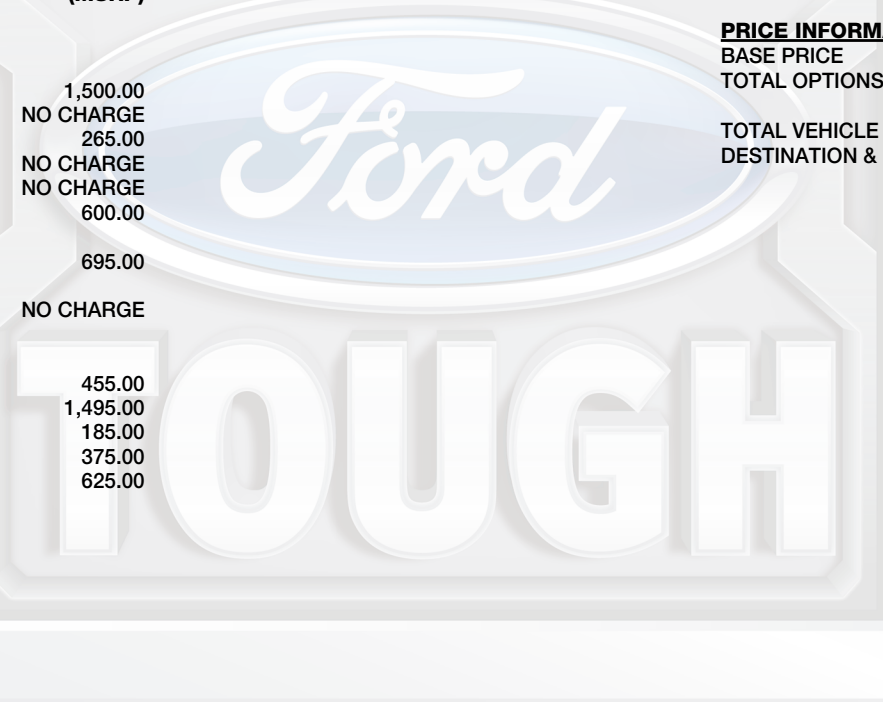 1,500.00
NO CHARGE
265.00
NO CHARGE
NO CHARGE
600.00
695.00
NO CHARGE
455.00
1,495.00
185.00
375.00
625.00
PRICE
BASE PRICE
TOTAL OPTIONS
TOTAL VEHICLE
DESTINATION &
Ford
TOUGH